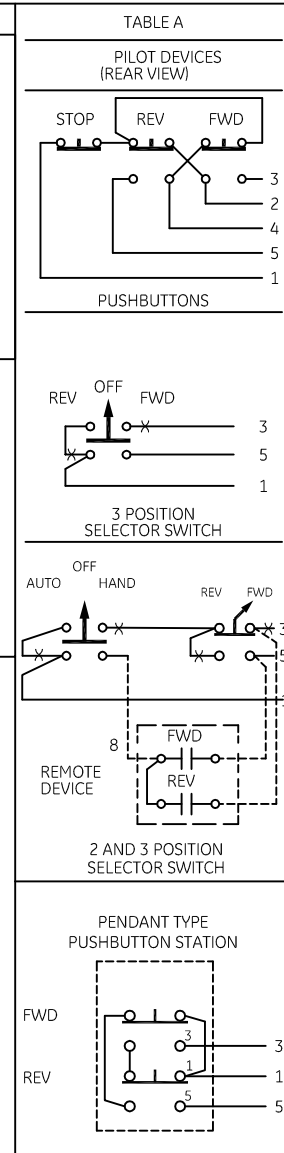 TABLE A
PILOT DEVICES
(REAR VIEW)
STOP REV FWD
3
2
4
5
1
PUSHBUTTONS
REV OFF FWD
3
5
1
3 POSITION
SELECTOR SWITCH
OFF
AUTO HAND REV FWD
3
5
1
8
FWD
REV
REMOTE
DEVICE
2 AND 3 POSITION
SELECTOR SWITCH
PENDANT TYPE
PUSHBUTTON STATION
FWD
3 3
REV 1 1
5 5